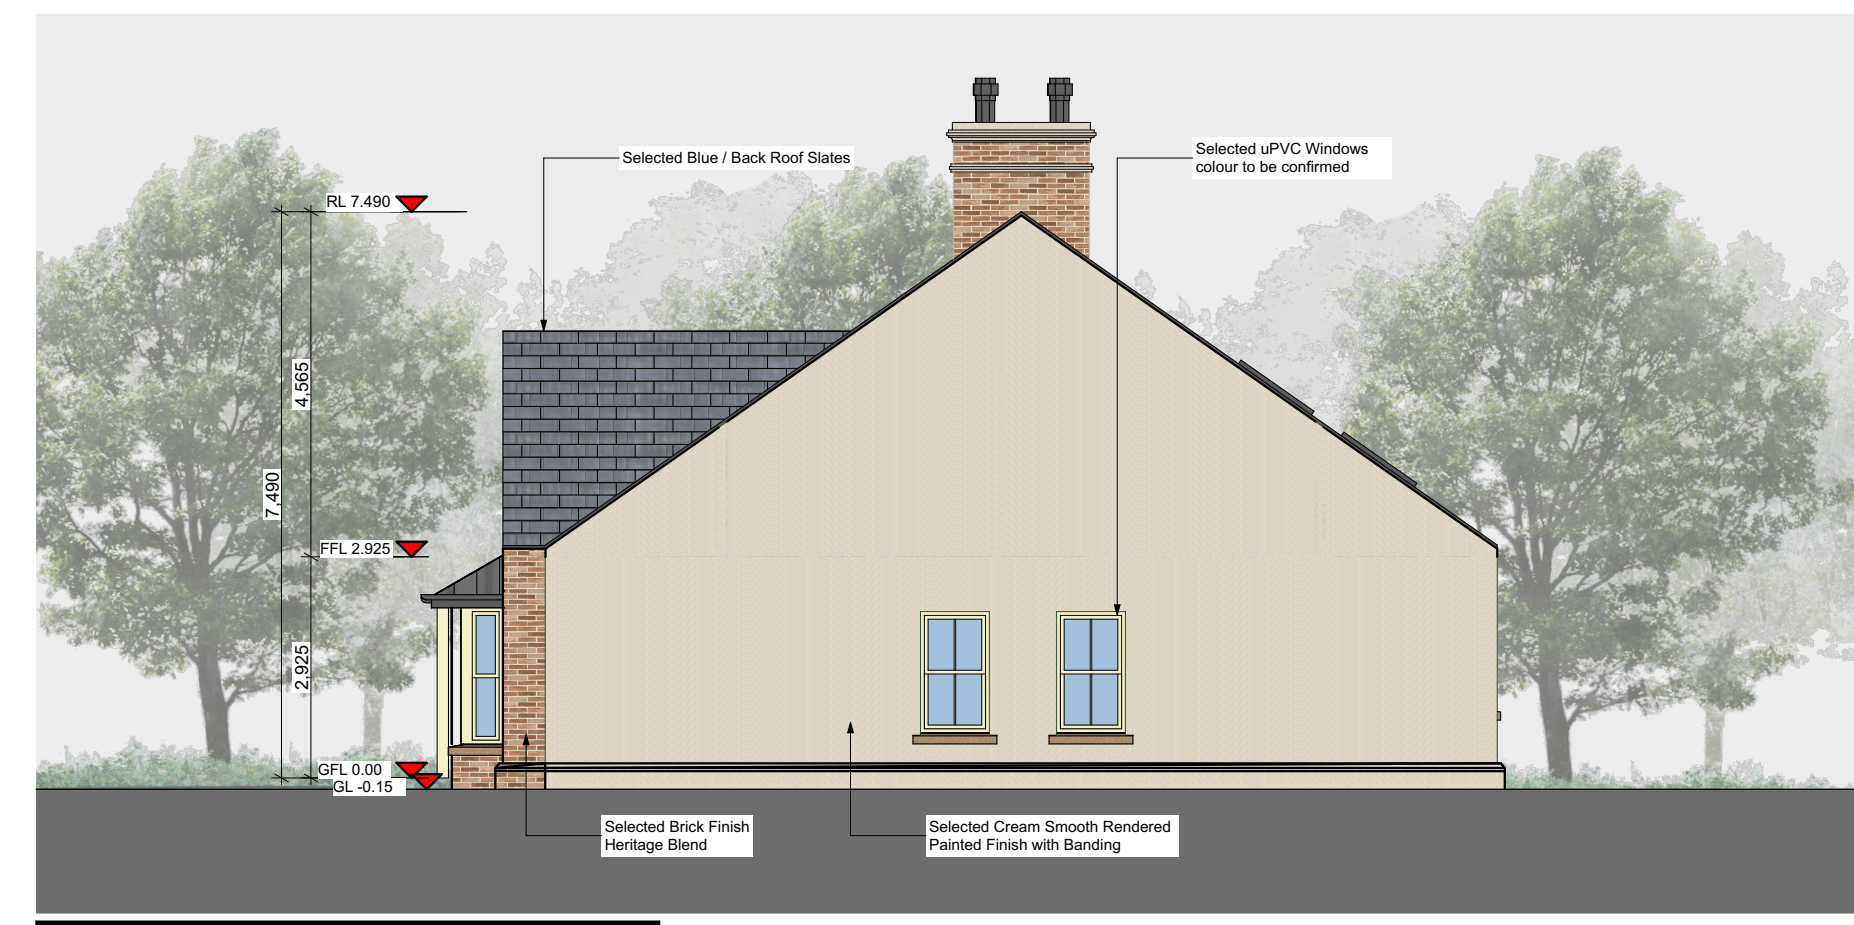 Selected Blue / Back Roof Slates
Selected uPVC Windows
colour to be confirmed
RL 7.490
4,565
7,490
FFL 2.925
2,925
GFL 0.00
GL -0.15
Selected Brick Finish
Heritage Blend
Selected Cream Smooth Rendered
Painted Finish with Banding